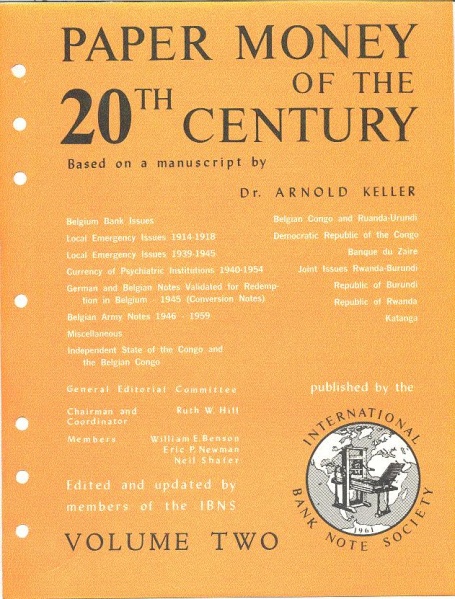 PAPER MONEY
OF THE
20TH CENTURY
Based on a manuscript by
Dr. ARNOLD KELLER
Belgium Bank Issues
Local Emergency Issues 1914-1918
Local Emergency Issues 1939-1945
Currency of Psychiatric Institutions 1940-1954
German and Belgian Notes Validated for Redemp-
tion in Belgium - 1945 (Conversion Notes)
Belgian Army Notes 1946 - 1959
Miscellaneous
Independent State of the Congo and
the Belgian Congo
Belgian Congo and Ruanda-Urundi
Democratic Republic of the Congo
Banque du Zaire
Joint Issues Rwanda-Burundi
Republic of Burundi
Republic of Rwanda
Katanga
General Editorial Committee
Chairman and Ruth W. Hill
Coordinator
Members William E. Benson
Eric P. Newman
Neil Shafer
Edited and updated by
members of the IBNS
VOLUME TWO
published by the
INTERNATIONAL
BANK NOTE SOCIETY
1961